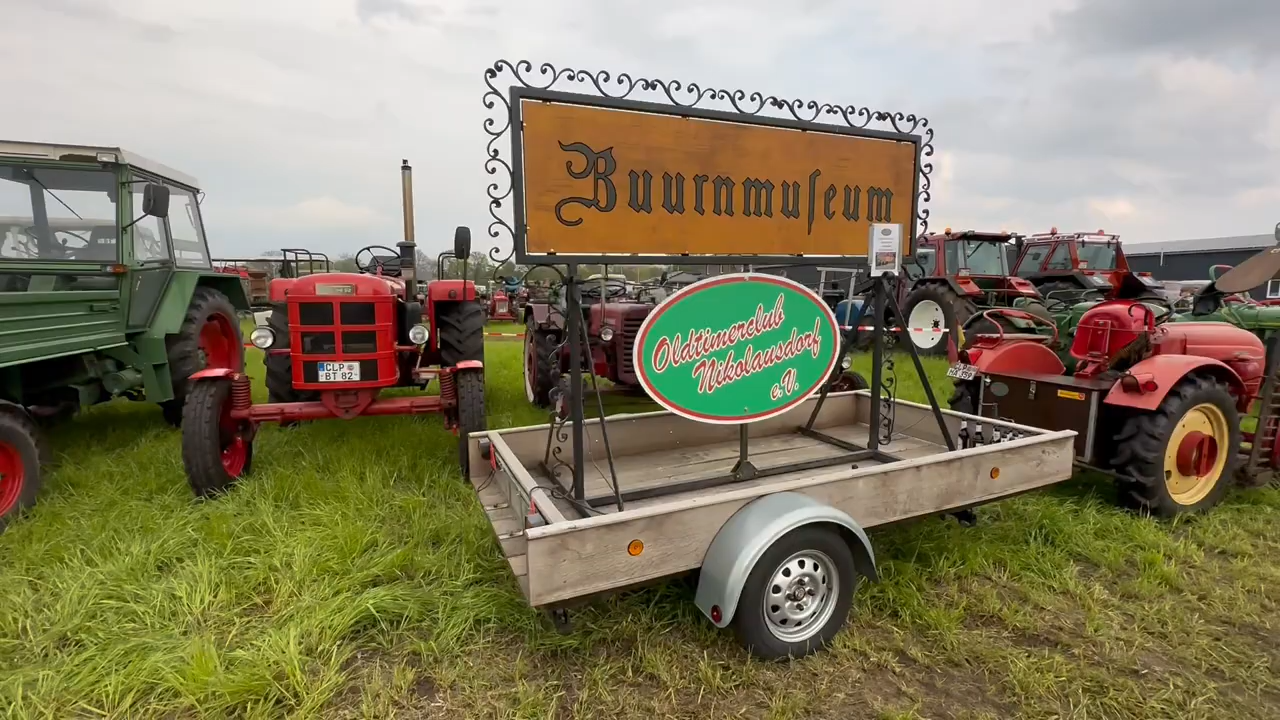 Buurnmuſeum
Oldtimerclub
Nikolausdorf
e.V.
CLP
BT 82